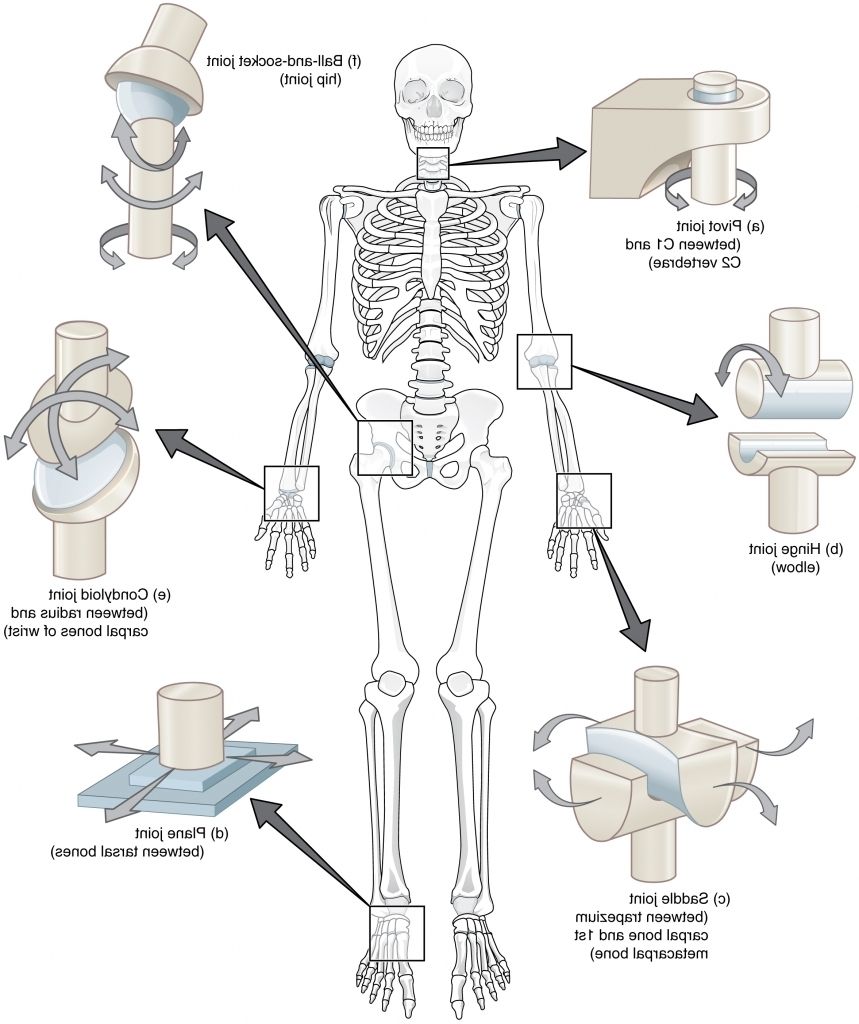 (f) Ball-and-socket joint
(hip joint)
(a) Pivot joint
(between C1 and
C2 vertebrae)
(b) Hinge joint
(elbow)
(e) Condyloid joint
(between radius and
carpal bones of wrist)
(d) Plane joint
(between tarsal bones)
(c) Saddle joint
(between trapezium
carpal bone and 1st
metacarpal bone)